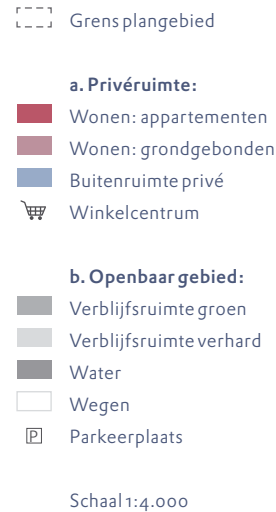 Grens plangebied
a. Privéruimte:
Wonen: appartementen
Wonen: grondgebonden
Buitenruimte privé
Winkelcentrum
b. Openbaar gebied:
Verblijfsruimte groen
Verblijfsruimte verhard
Water
Wegen
P Parkeerplaats
Schaal 1:4.000